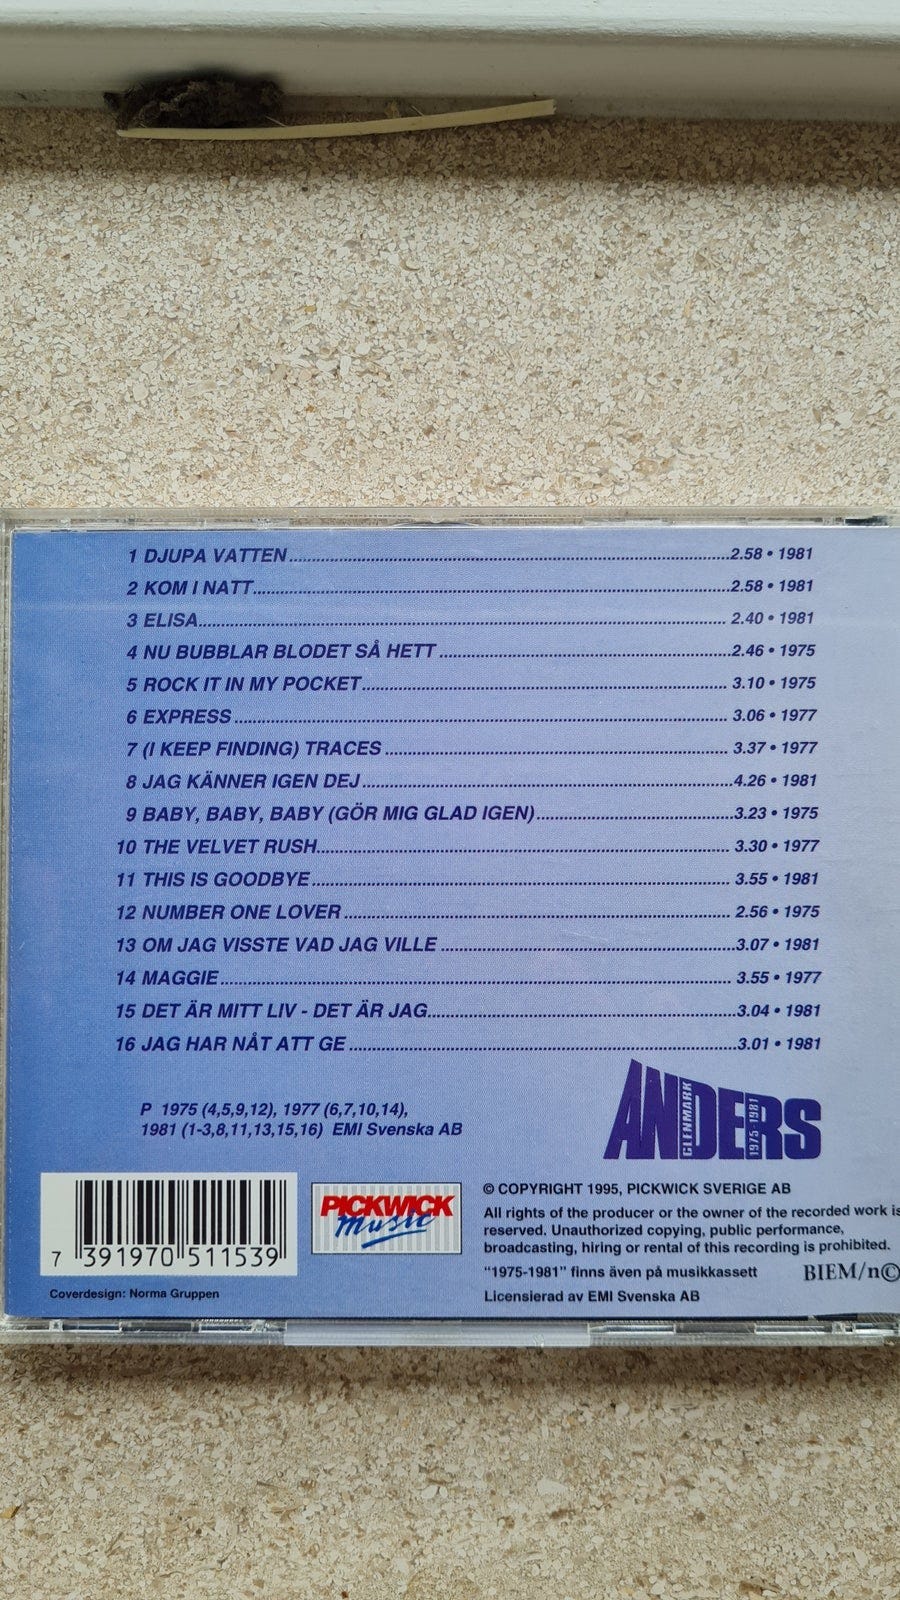 1 DJUPA VATTEN 2.58 • 1981
2 KOM I NATT 2.58 • 1981
3 ELISA 2.40 • 1981
4 NU BUBBLAR BLODET SÅ HETT 2.46 • 1975
5 ROCK IT IN MY POCKET 3.10 • 1975
6 EXPRESS 3.06 • 1977
7 (I KEEP FINDING) TRACES 3.37 • 1977
8 JAG KÄNNER IGEN DEJ 4.26 • 1981
9 BABY, BABY, BABY (GÖR MIG GLAD IGEN) 3.23 • 1975
10 THE VELVET RUSH 3.30 • 1977
11 THIS IS GOODBYE 3.55 • 1981
12 NUMBER ONE LOVER 2.56 • 1975
13 OM JAG VISSTE VAD JAG VILLE 3.07 • 1981
14 MAGGIE 3.55 • 1977
15 DET ÄR MITT LIV - DET ÄR JAG 3.04 • 1981
16 JAG HAR NÅT ATT GE 3.01 • 1981
P 1975 (4,5,9,12), 1977 (6,7,10,14),
1981 (1-3,8,11,13,15,16) EMI Svenska AB
ANDERS
GLENMARK
1975-1981
7 391970 511539
PICKWICK
Music
Coverdesign: Norma Gruppen
© COPYRIGHT 1995, PICKWICK SVERIGE AB
All rights of the producer or the owner of the recorded work is
reserved. Unauthorized copying, public performance,
broadcasting, hiring or rental of this recording is prohibited.
"1975-1981" finns även på musikkassett
BIEM/n©
Licensierad av EMI Svenska AB